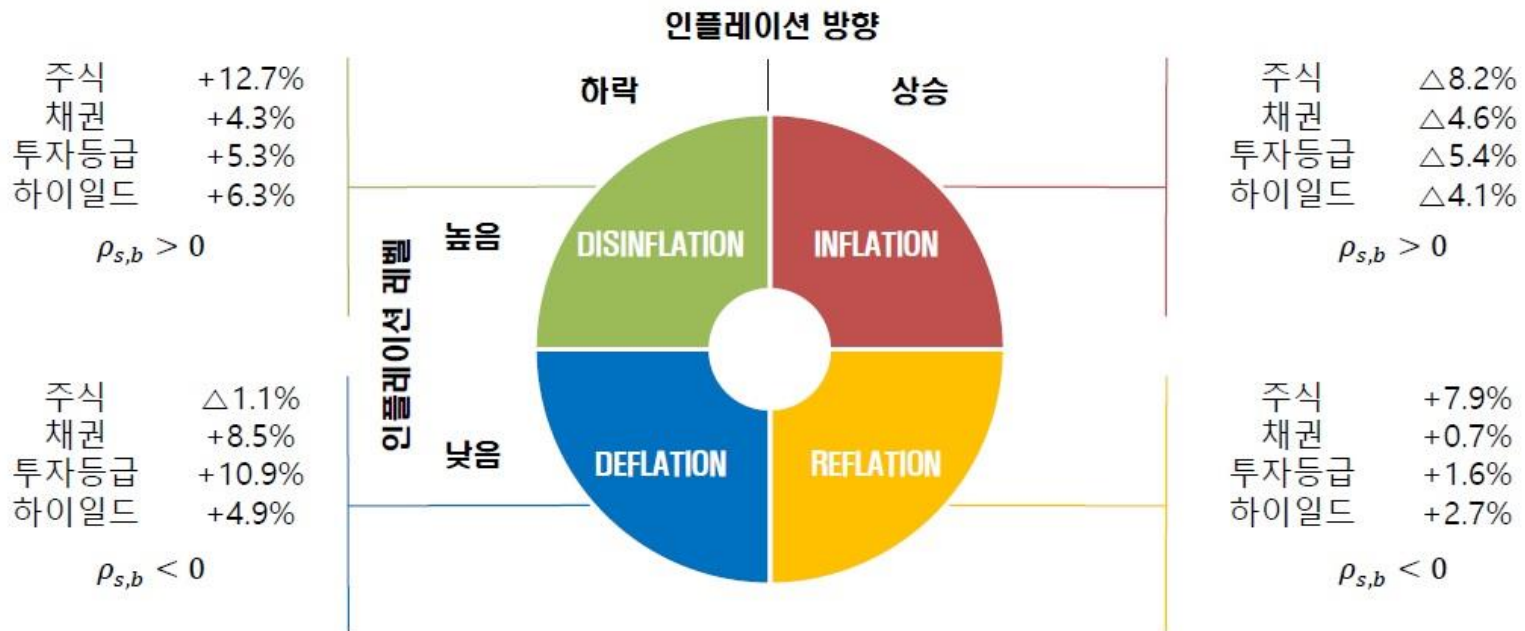 인플레이션 방향
하락
상승
주식 +12.7%
채권 +4.3%
투자등급 +5.3%
하이일드 +6.3%
ρs,b > 0
주식 △8.2%
채권 △4.6%
투자등급 △5.4%
하이일드 △4.1%
ρs,b > 0
인플레이션 레벨
높음
DISINFLATION
INFLATION
낮음
DEFLATION
REFLATION
주식 △1.1%
채권 +8.5%
투자등급 +10.9%
하이일드 +4.9%
ρs,b < 0
주식 +7.9%
채권 +0.7%
투자등급 +1.6%
하이일드 +2.7%
ρs,b < 0